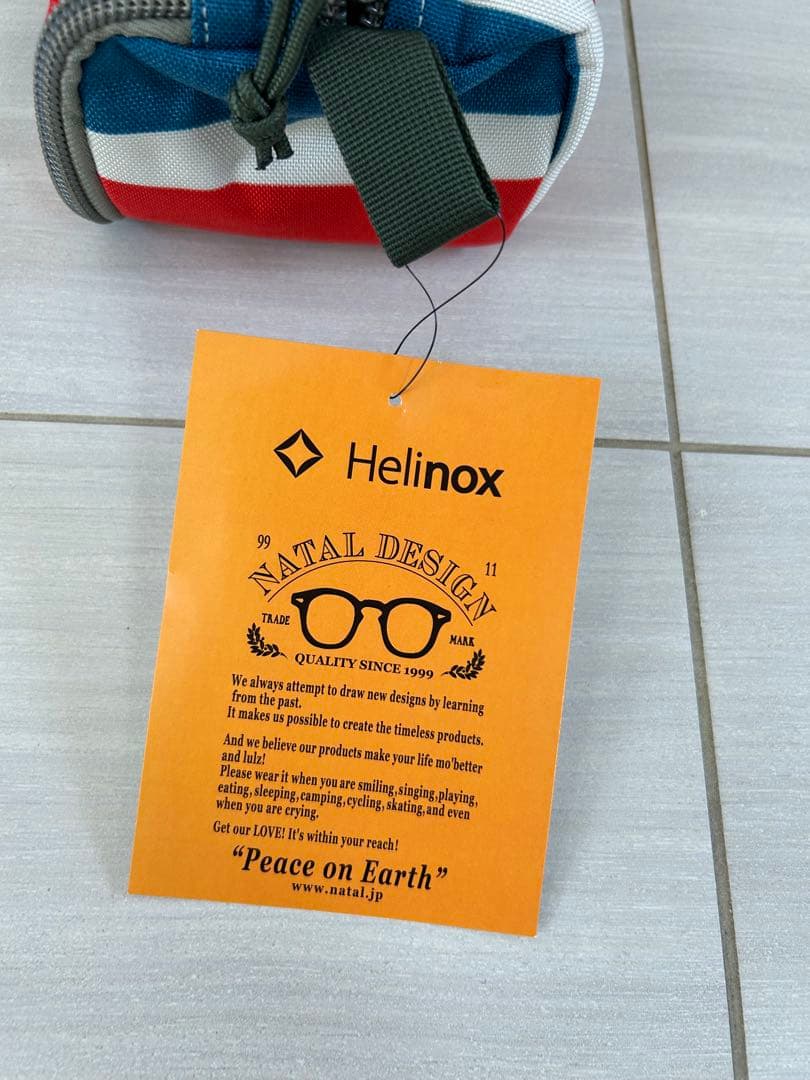 Helinox
99
NATAL DESIGN
11
TRADE
MARK
QUALITY SINCE 1999
We always attempt to draw new designs by learning
from the past.
It makes us possible to create the timeless products.
And we believe our products make your life mo'better
and lulz!
Please wear it when you are smiling,singing,playing,
eating,sleeping,camping,cycling,skating,and even
when you are crying.
Get our LOVE! It's within your reach!
“Peace on Earth”
www.natal.jp